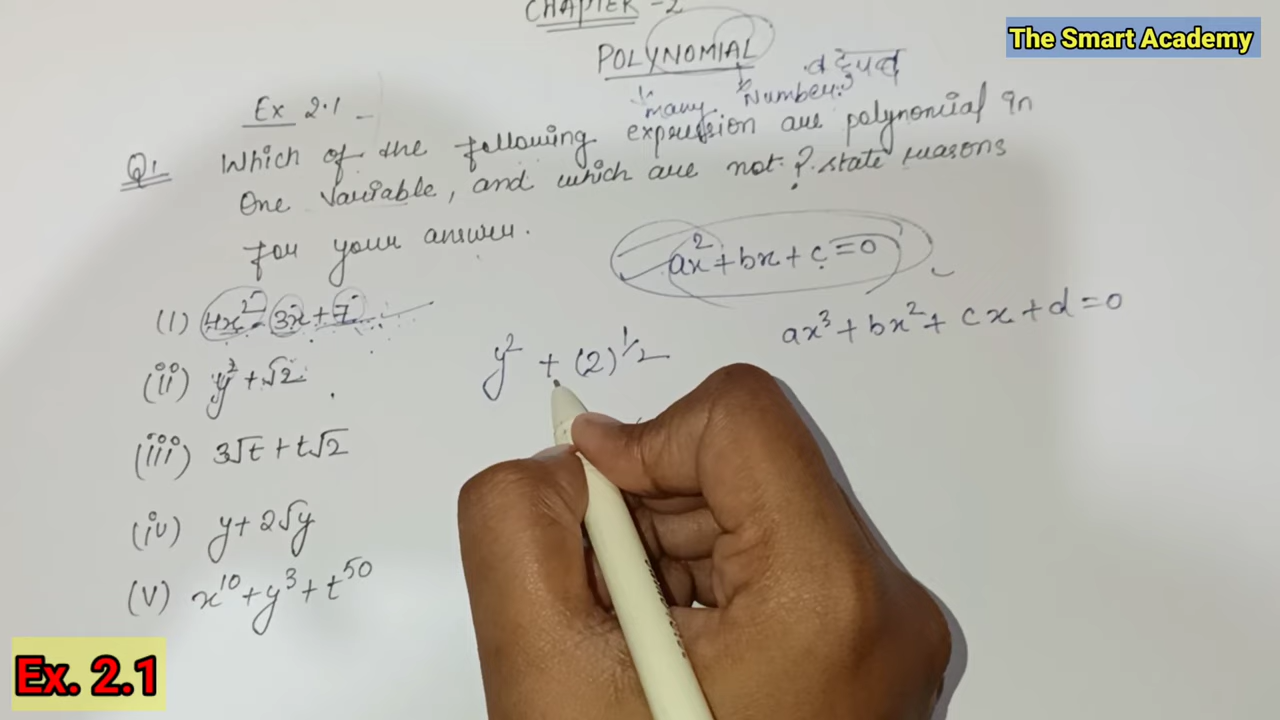 CHAPTER -2
The Smart Academy
POLYNOMIAL
बहुपद
many Number
Ex 2.1 -
Q1. Which of the following expression are polynomial in
One variable, and which are not ? state reasons
for your answer.
ax² + bx + c = 0
(i) 4x² - 3x + 7
ax³ + bx² + cx + d = 0
(ii) y² + √2
y² + (2)^1/2
(iii) 3√t + t√2
(iv) y + 2√y
(v) x¹⁰ + y³ + t⁵⁰
Ex. 2.1